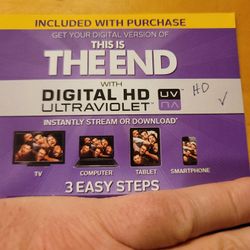 INCLUDED WITH PURCHASE
GET YOUR DIGITAL VERSION OF
THIS IS
THE END
WITH
DIGITAL HD UV HD
ULTRAVIOLET™
INSTANTLY STREAM OR DOWNLOAD*
TV COMPUTER TABLET SMARTPHONE
3 EASY STEPS